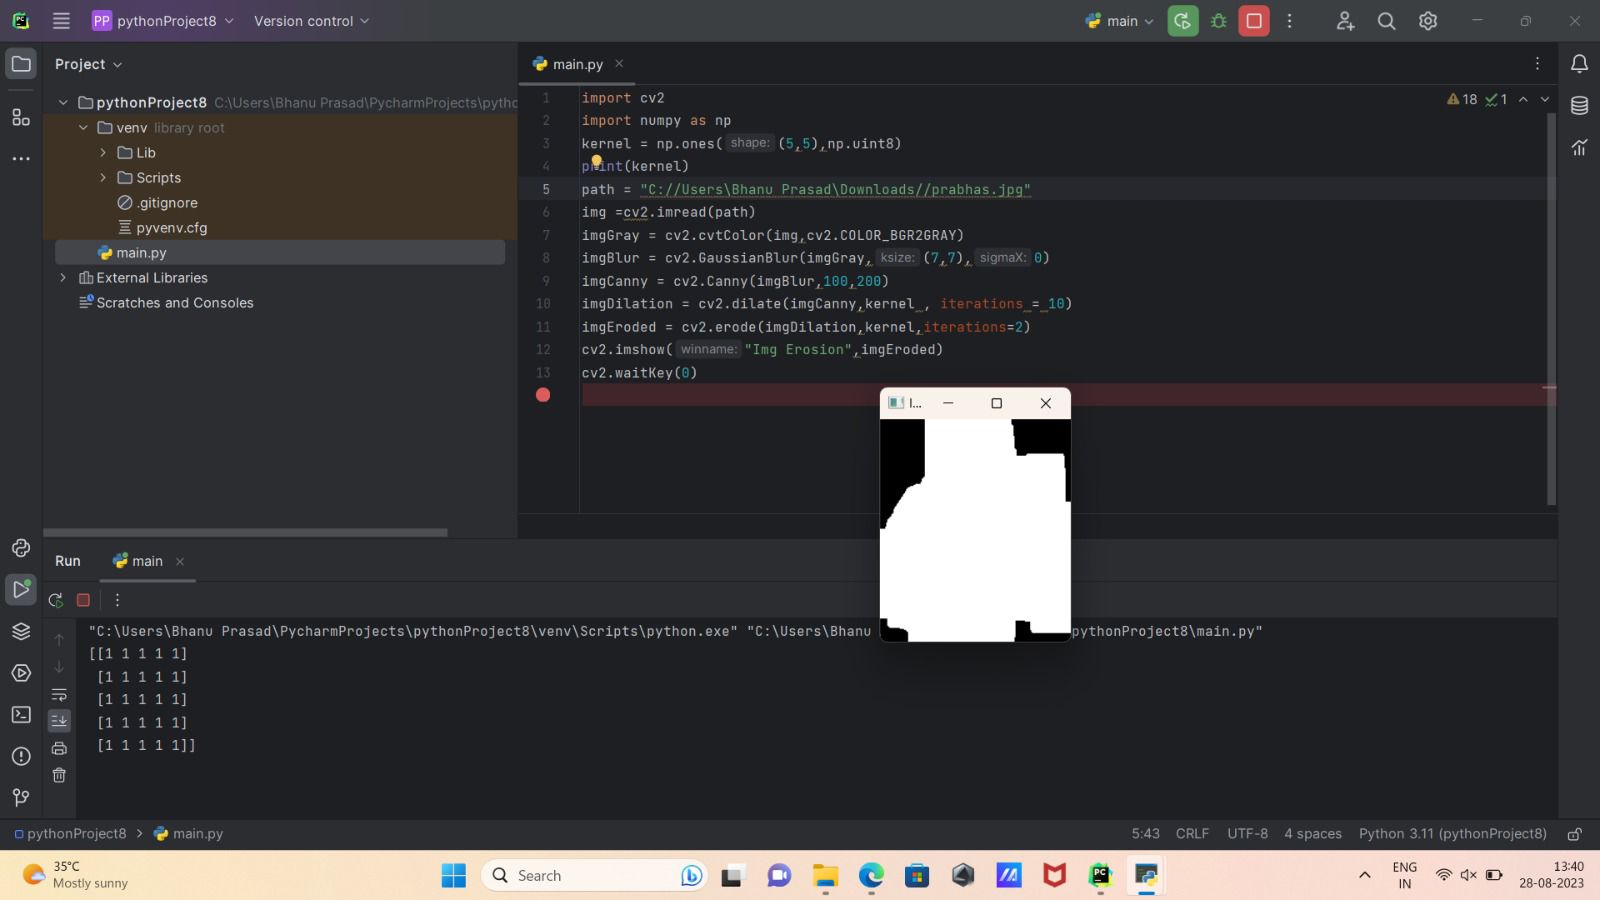 PC
PP pythonProject8
Version control
main
Project
main.py
pythonProject8 C:\Users\Bhanu Prasad\PycharmProjects\pythc
venv library root
Lib
Scripts
.gitignore
pyvenv.cfg
main.py
External Libraries
Scratches and Consoles
18 1
1 import cv2
2 import numpy as np
3 kernel = np.ones( shape: (5,5),np.uint8)
4 print(kernel)
5 path = "C://Users\Bhanu Prasad\Downloads//prabhas.jpg"
6 img =cv2.imread(path)
7 imgGray = cv2.cvtColor(img,cv2.COLOR_BGR2GRAY)
8 imgBlur = cv2.GaussianBlur(imgGray, ksize: (7,7), sigmaX: 0)
9 imgCanny = cv2.Canny(imgBlur,100,200)
10 imgDilation = cv2.dilate(imgCanny,kernel , iterations = 10)
11 imgEroded = cv2.erode(imgDilation,kernel,iterations=2)
12 cv2.imshow( winname: "Img Erosion",imgEroded)
13 cv2.waitKey(0)
I...
Run
main
"C:\Users\Bhanu Prasad\PycharmProjects\pythonProject8\venv\Scripts\python.exe" "C:\Users\Bhanu pythonProject8\main.py"
[[1 1 1 1 1]
[1 1 1 1 1]
[1 1 1 1 1]
[1 1 1 1 1]
[1 1 1 1 1]]
pythonProject8 > main.py
5:43 CRLF UTF-8 4 spaces Python 3.11 (pythonProject8)
35°C
Mostly sunny
Search
PC
ENG
IN
13:40
28-08-2023